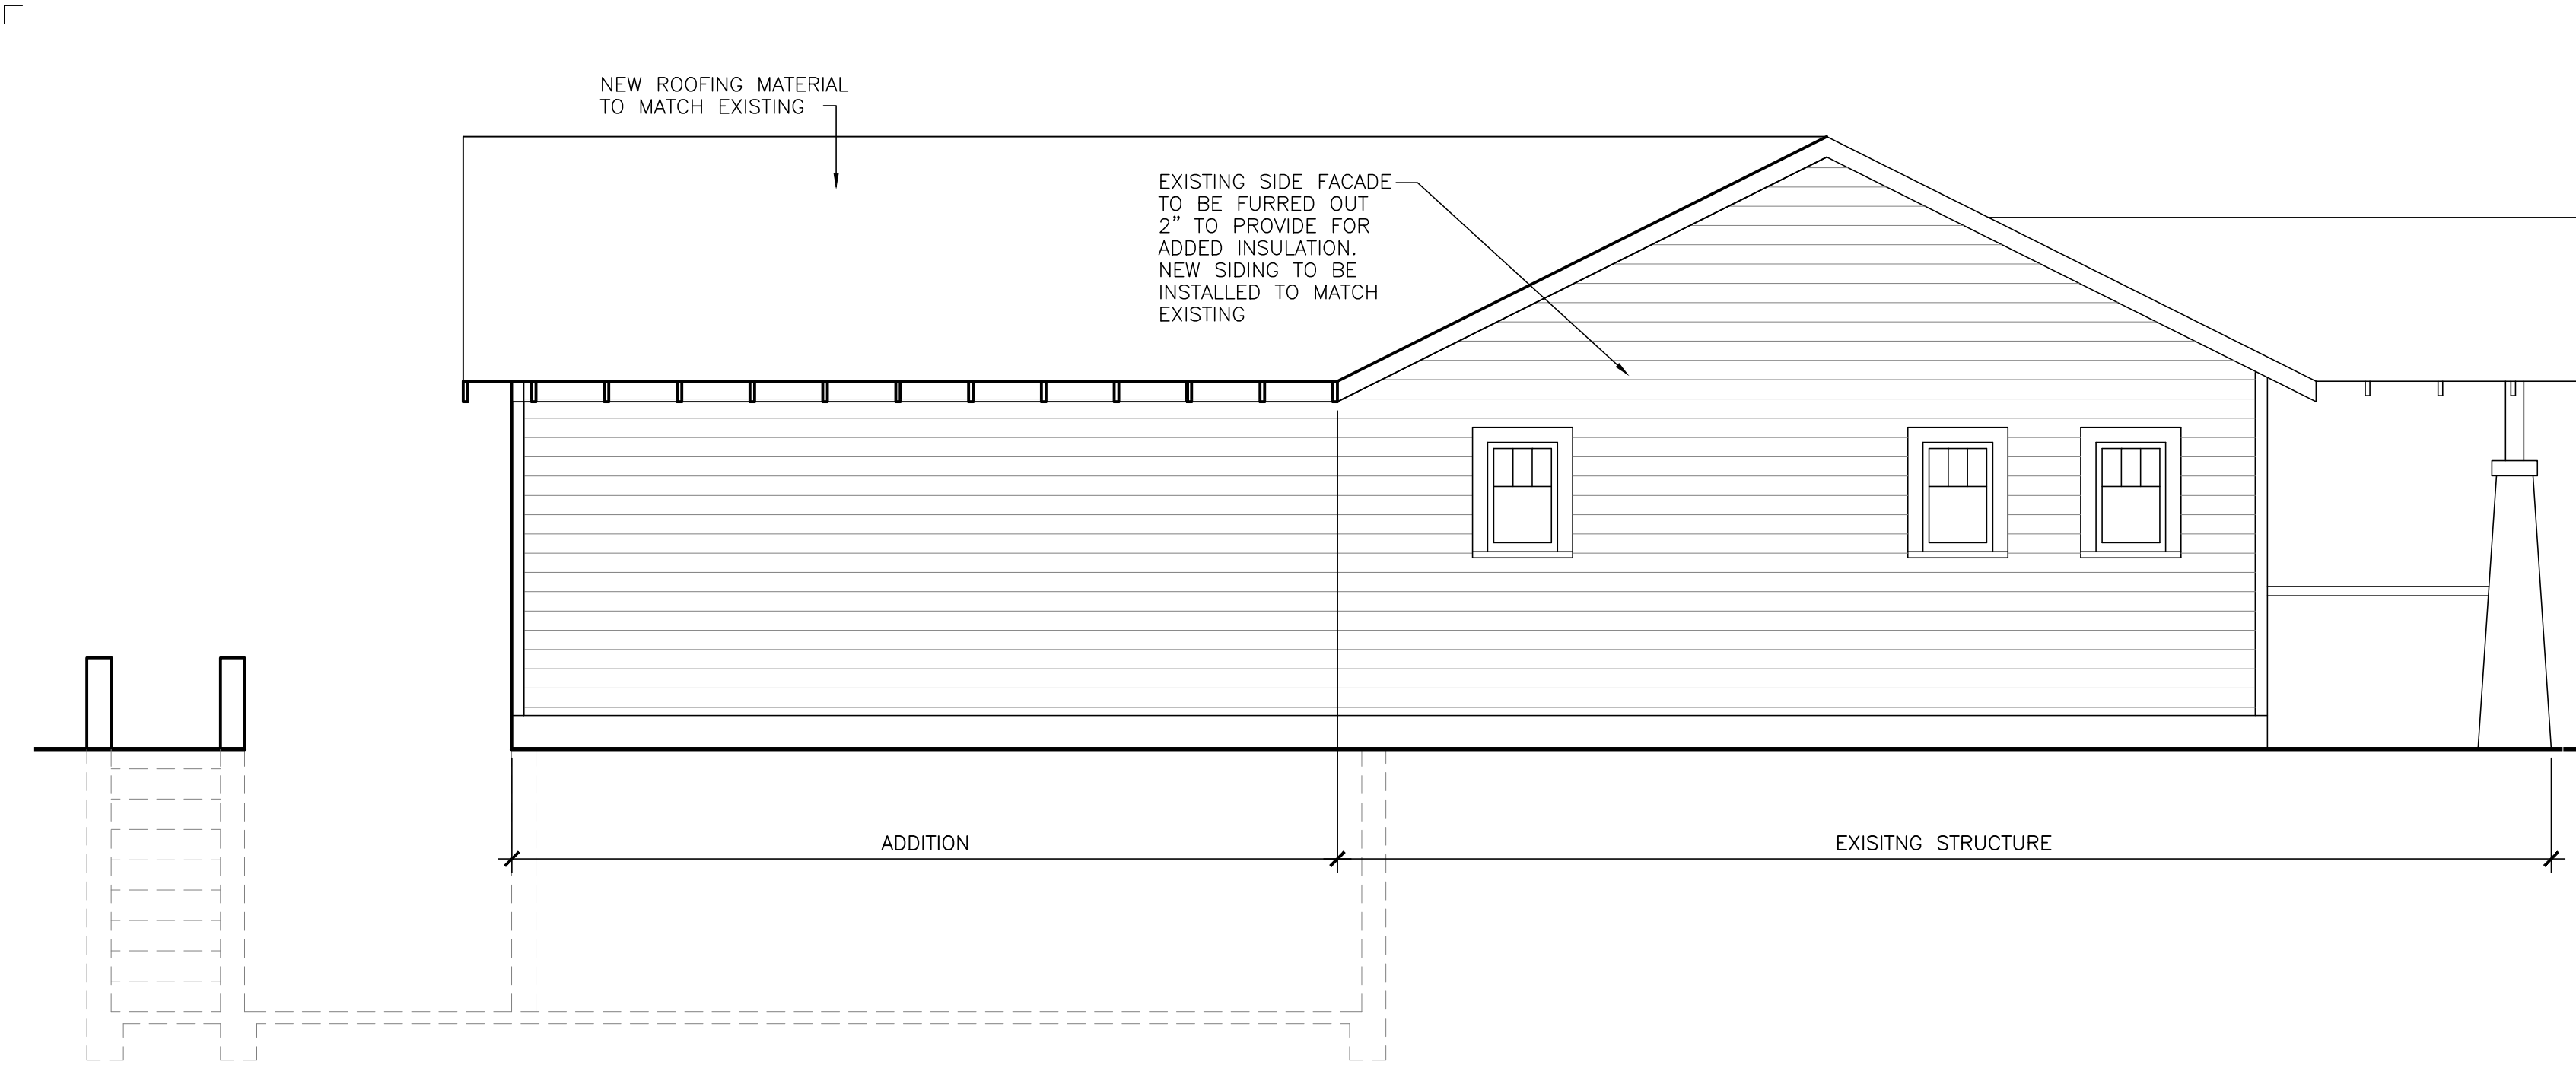 NEW ROOFING MATERIAL
TO MATCH EXISTING
EXISTING SIDE FACADE
TO BE FURRED OUT
2” TO PROVIDE FOR
ADDED INSULATION.
NEW SIDING TO BE
INSTALLED TO MATCH
EXISTING
ADDITION
EXISITNG STRUCTURE